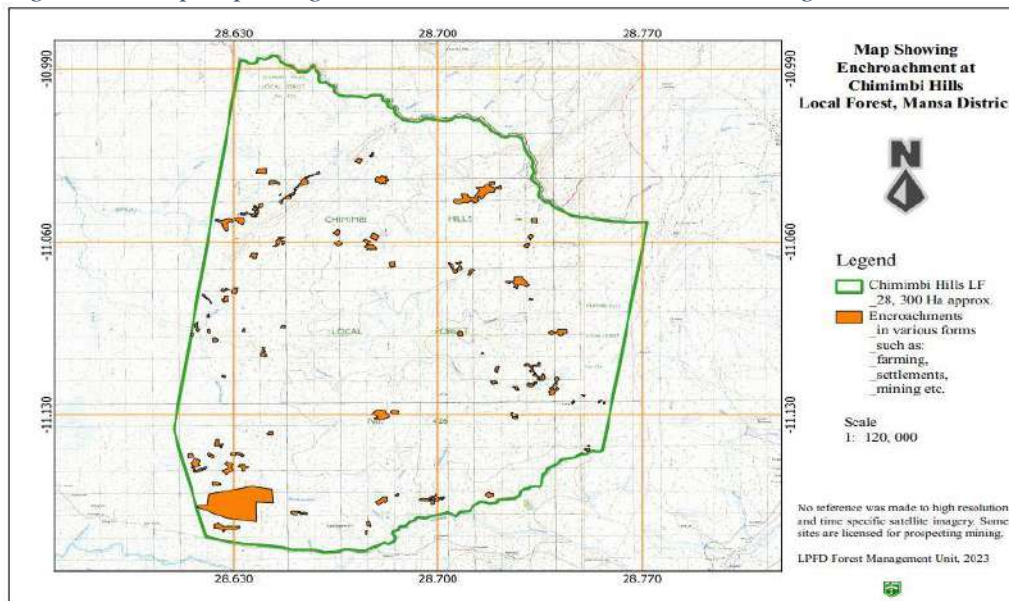 28.630
28.700
28.770
-10.990
-11.060
-11.130
-10.990
-11.060
-11.130
CHIMIMBI
HILLS
LOCAL
FOREST
28.630
28.700
28.770
Map Showing
Enchroachment at
Chimimbi Hills
Local Forest, Mansa Distric
N
Legend
Chimimbi Hills LF
_28, 300 Ha approx.
Encroachments
in various forms
_such as:
_farming,
_settlements,
_mining etc.
Scale
1: 120, 000
No reference was made to high resolution
and time specific satellite imagery. Some
sites are licensed for prospecting mining.
LPFD Forest Management Unit, 2023